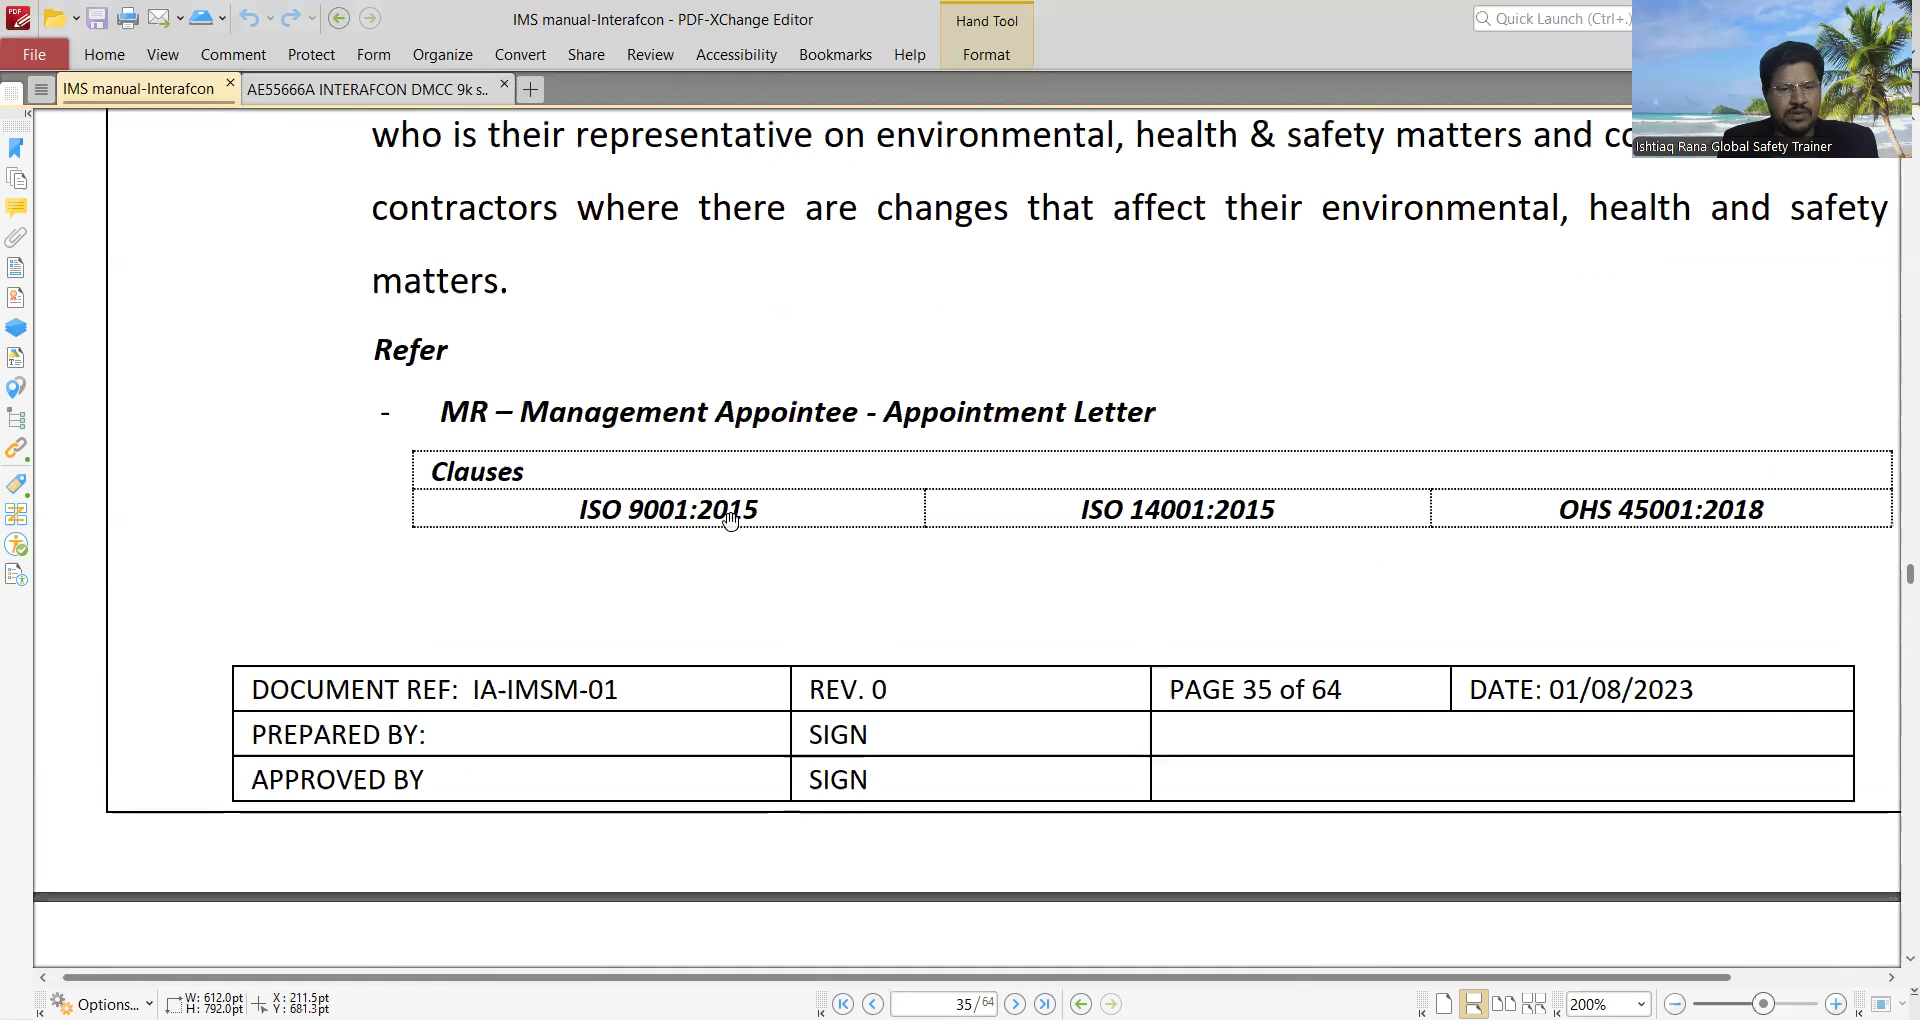 IMS manual-Interafcon - PDF-XChange Editor
Hand Tool
Quick Launch (Ctrl+.)
File Home View Comment Protect Form Organize Convert Share Review Accessibility Bookmarks Help Format
IMS manual-Interafcon
AE55666A INTERAFCON DMCC 9k s..
Ishtiaq Rana Global Safety Trainer
who is their representative on environmental, health & safety matters and
contractors where there are changes that affect their environmental, health and safety
matters.
Refer
- MR – Management Appointee - Appointment Letter
Clauses
ISO 9001:2015 ISO 14001:2015 OHS 45001:2018
DOCUMENT REF: IA-IMSM-01 REV. 0 PAGE 35 of 64 DATE: 01/08/2023
PREPARED BY: SIGN
APPROVED BY SIGN
Options...
W: 612.0pt
H: 792.0pt
X: 211.5pt
Y: 681.3pt
35 / 64
200%